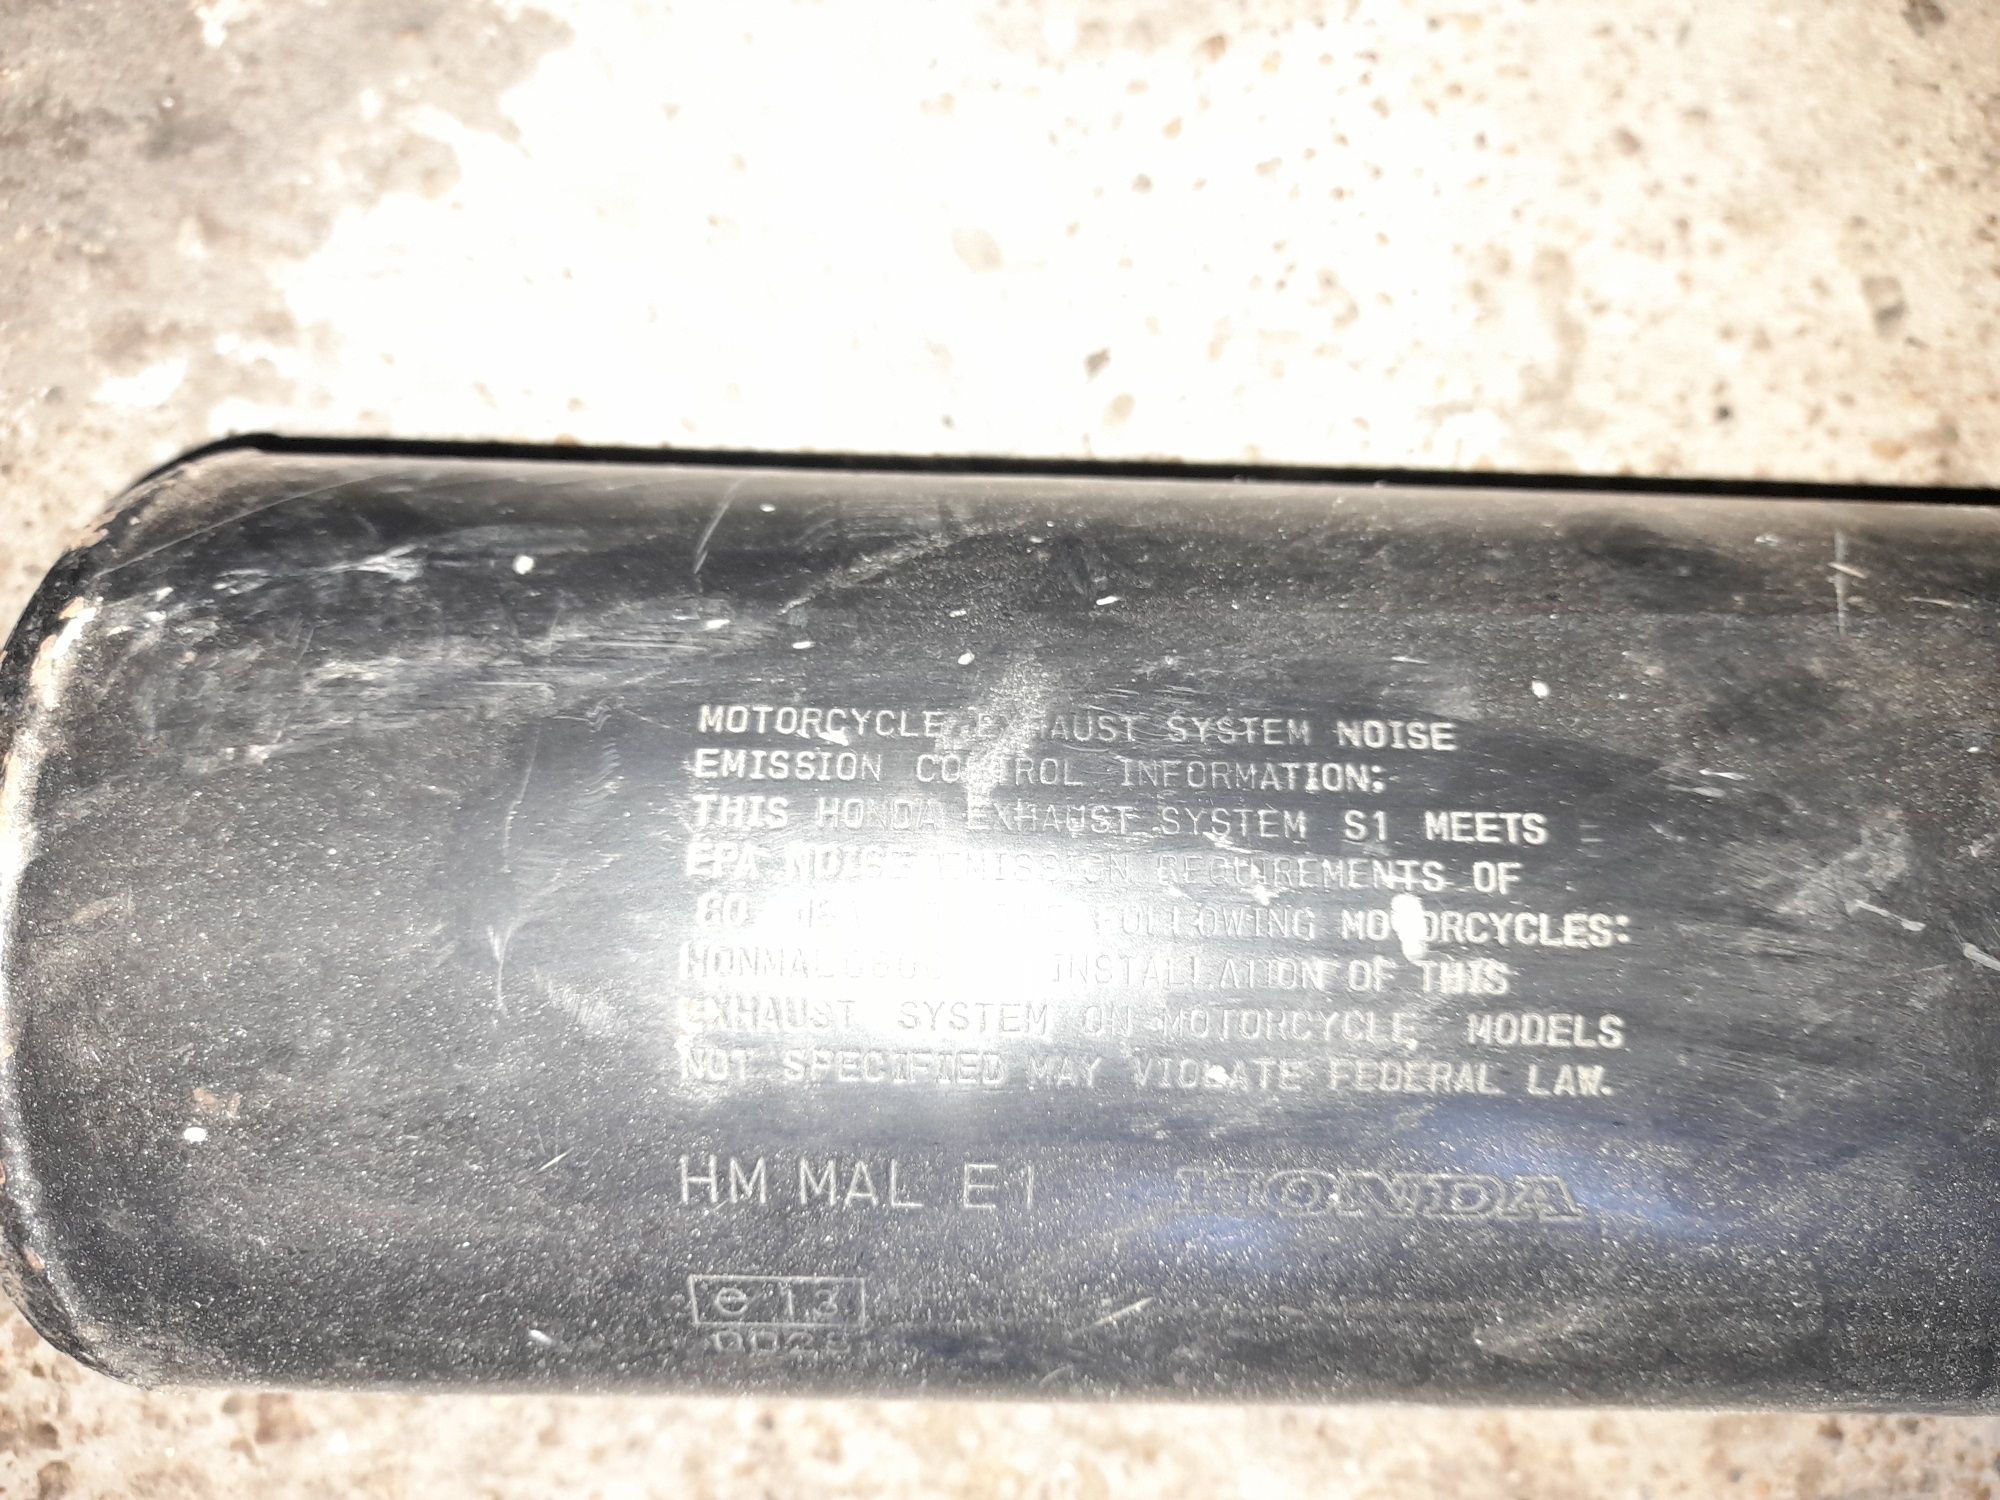 MOTORCYCLE EXHAUST SYSTEM NOISE
EMISSION CONTROL INFORMATION:
THIS HONDA EXHAUST SYSTEM S1 MEETS
EPA NOISE EMISSION REQUIREMENTS OF
THE FOLLOWING MOTORCYCLES:
INSTALLATION OF THIS
EXHAUST SYSTEM ON MOTORCYCLE MODELS
NOT SPECIFIED MAY VIOLATE FEDERAL LAW.
HM MAL E1 HONDA
e 13